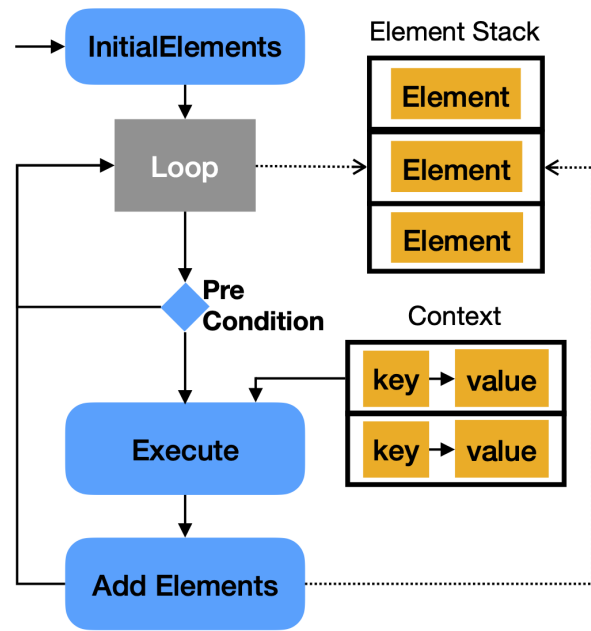 InitialElements
Element Stack
Element
Loop
Element
Element
Pre
Condition
Context
key value
Execute
key value
Add Elements